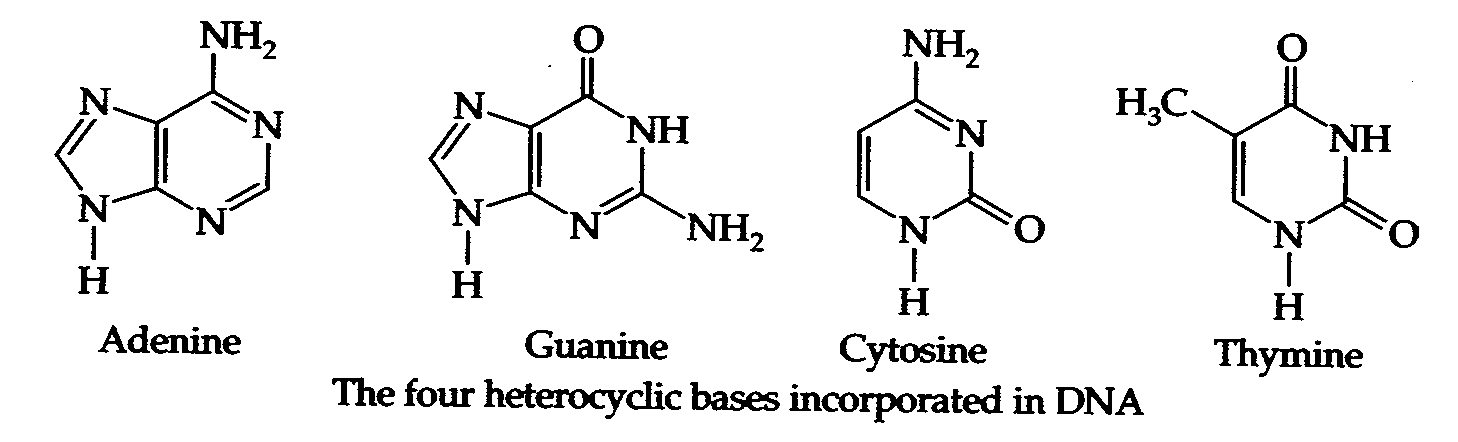 NH₂ O NH₂ O
N N N NH N H₃C NH
N N N N NH₂ N O N O
H H H H
Adenine Guanine Cytosine Thymine
The four heterocyclic bases incorporated in DNA